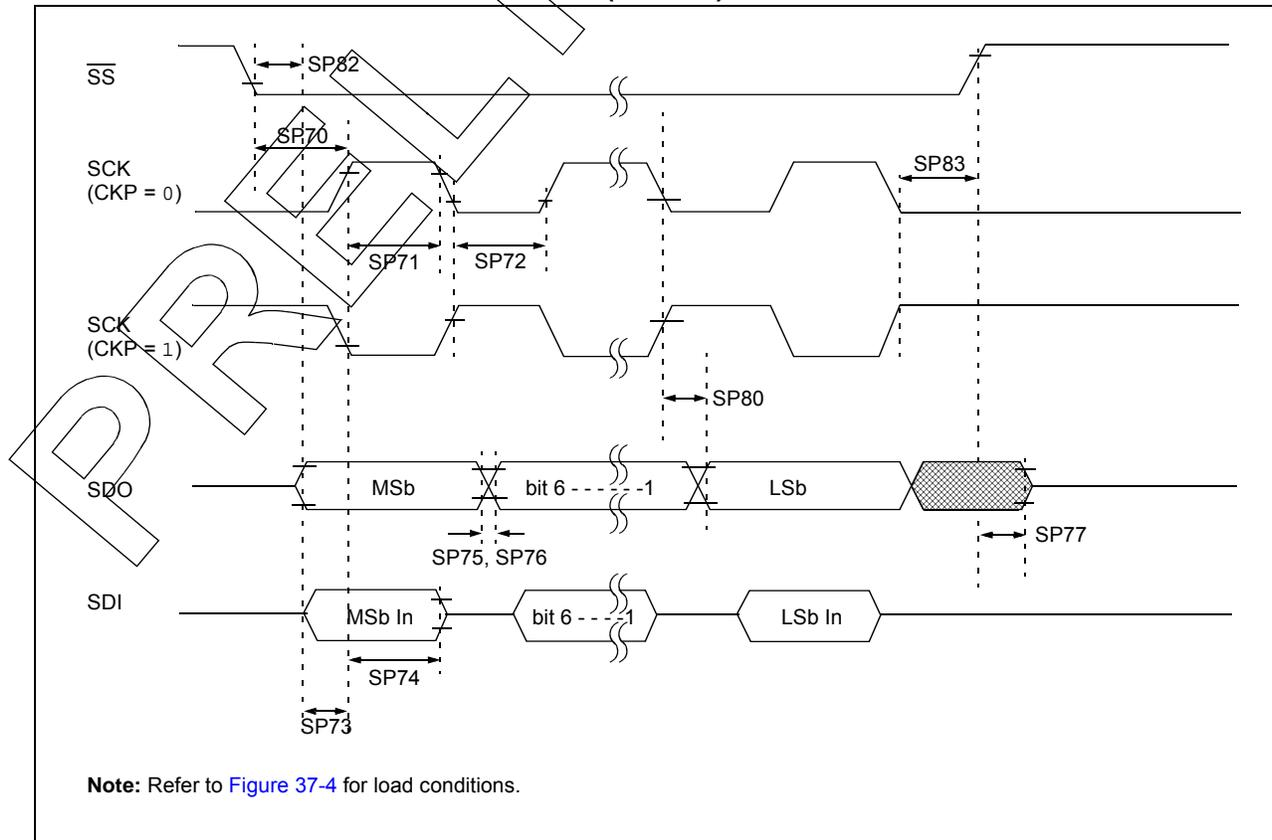 SS
SP82
SP70
SCK
(CKP = 0)
SP83
SP71
SP72
SCK
(CKP = 1)
SP80
SDO
MSb
bit 6 - - - - - -1
LSb
SP77
SP75, SP76
SDI
MSb In
bit 6 - - - -1
LSb In
SP74
SP73
Note: Refer to Figure 37-4 for load conditions.
PREL